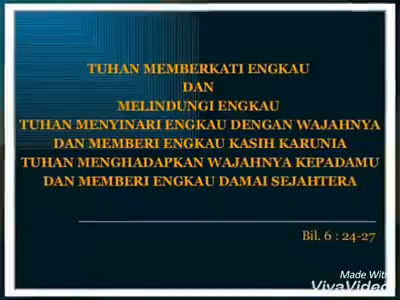 TUHAN MEMBERKATI ENGKAU
DAN
MELINDUNGI ENGKAU
TUHAN MENYINARI ENGKAU DENGAN WAJAHNYA
DAN MEMBERI ENGKAU KASIH KARUNIA
TUHAN MENGHADAPKAN WAJAHNYA KEPADAMU
DAN MEMBERI ENGKAU DAMAI SEJAHTERA
Bil. 6 : 24-27
Made With
VivaVideo